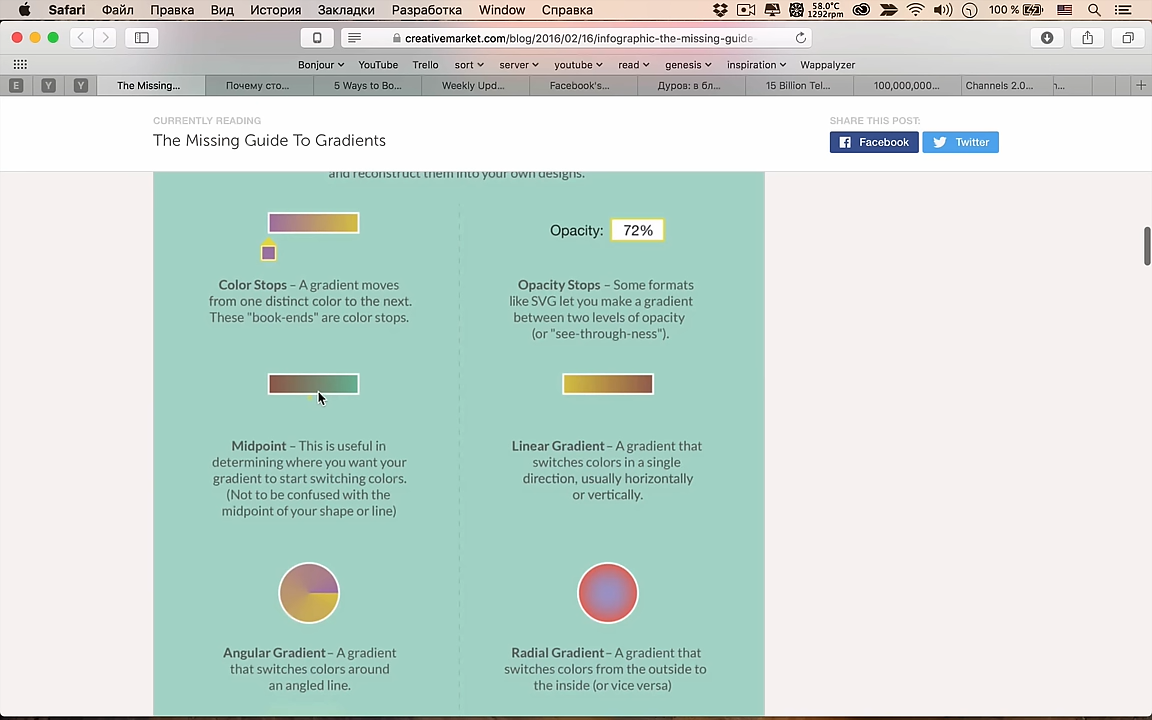 Safari Файл Правка Вид История Закладки Разработка Window Справка 58.0°C 1292rpm 100 %
creativemarket.com/blog/2016/02/16/infographic-the-missing-guide-
Bonjour YouTube Trello sort server youtube read genesis inspiration Wappalyzer
E Y Y The Missing... Почему сто... 5 Ways to Bo... Weekly Upd... Facebook's... Дуров: в бл... 15 Billion Tel... 100,000,000... Channels 2.0...
CURRENTLY READING
The Missing Guide To Gradients
SHARE THIS POST:
Facebook Twitter
and reconstruct them into your own designs.
Opacity: 72%
Color Stops – A gradient moves
from one distinct color to the next.
These "book-ends" are color stops.
Opacity Stops – Some formats
like SVG let you make a gradient
between two levels of opacity
(or "see-through-ness").
Midpoint – This is useful in
determining where you want your
gradient to start switching colors.
(Not to be confused with the
midpoint of your shape or line)
Linear Gradient– A gradient that
switches colors in a single
direction, usually horizontally
or vertically.
Angular Gradient– A gradient
that switches colors around
an angled line.
Radial Gradient– A gradient that
switches colors from the outside to
the inside (or vice versa)